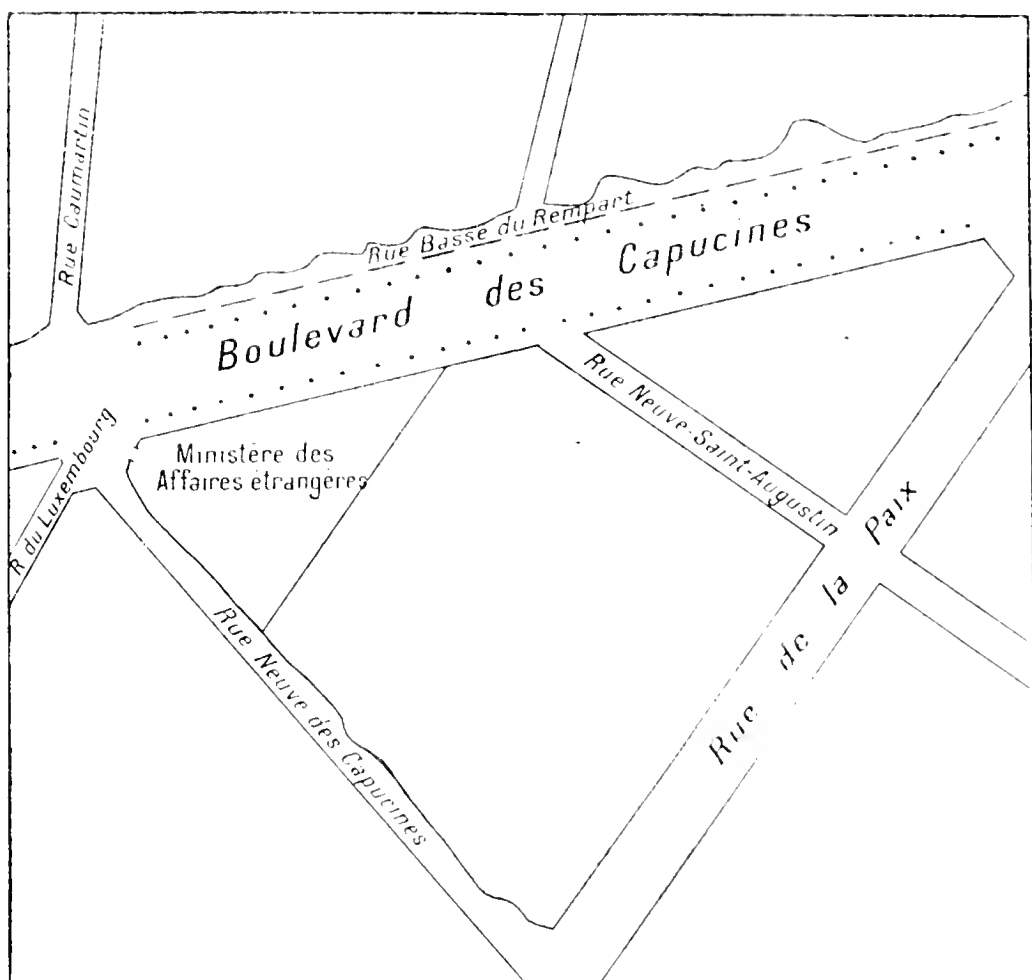 Rue Caumartin
Rue Basse du Rempart
Boulevard des Capucines
Rue Neuve-Saint-Augustin
R du Luxembourg
Ministère des
Affaires étrangères
Rue de la Paix
Rue Neuve des Capucines